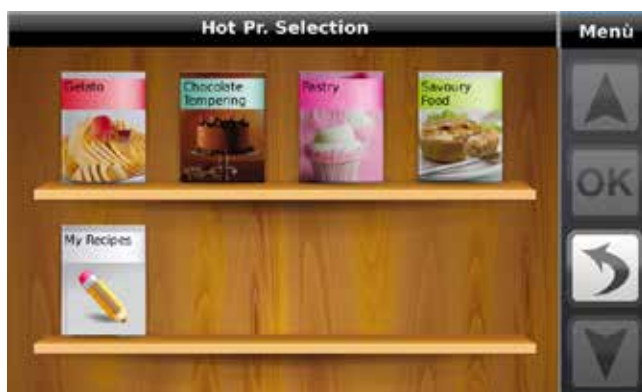 Hot Pr. Selection
Menù
Gelato
Chocolate
Tempering
Pastry
Savoury
Food
OK
My Recipes